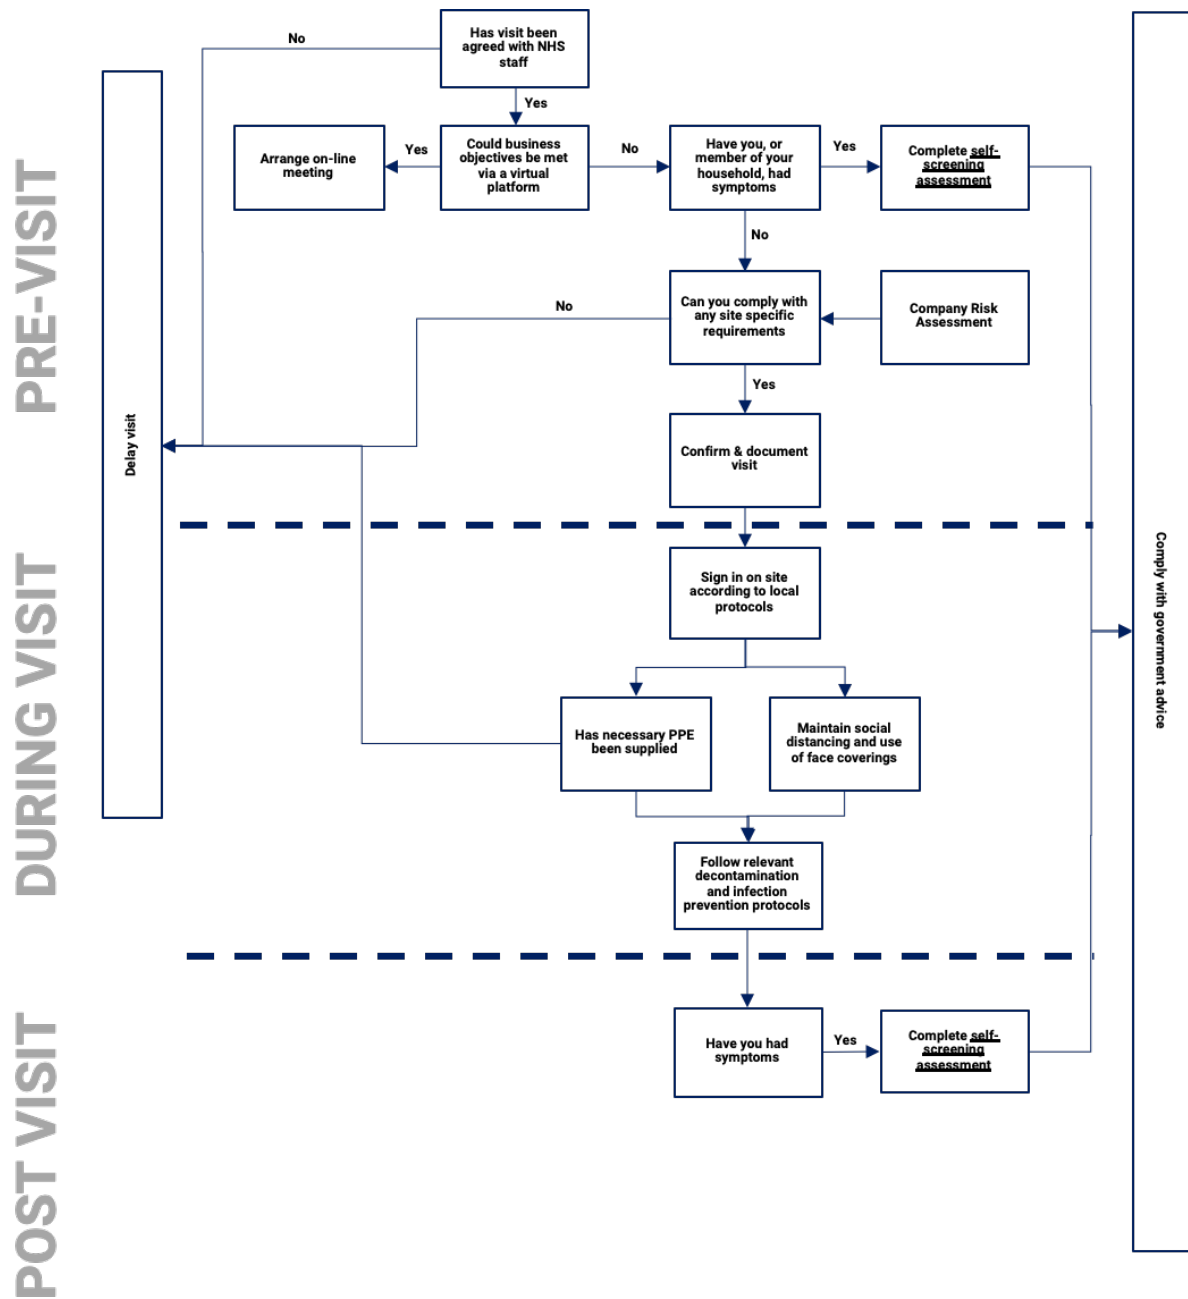 PRE-VISIT
No
Has visit been
agreed with NHS
staff
Yes
Arrange on-line
meeting
Yes
Could business
objectives be met
via a virtual
platform
No
Have you, or
member of your
household, had
symptoms
Yes
Complete self-
screening
assessment
No
No
Can you comply with
any site specific
requirements
Company Risk
Assessment
Yes
Delay visit
Confirm & document
visit
DURING VISIT
Sign in on site
according to local
protocols
Comply with government advice
Has necessary PPE
been supplied
Maintain social
distancing and use
of face coverings
Follow relevant
decontamination
and infection
prevention protocols
POST VISIT
Have you had
symptoms
Yes
Complete self-
screening
assessment